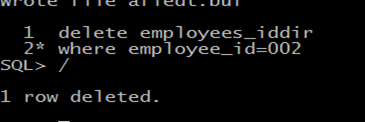 Wrote file afiedt.buf
1 delete employees_iddir
2* where employee_id=002
SQL> /
1 row deleted.